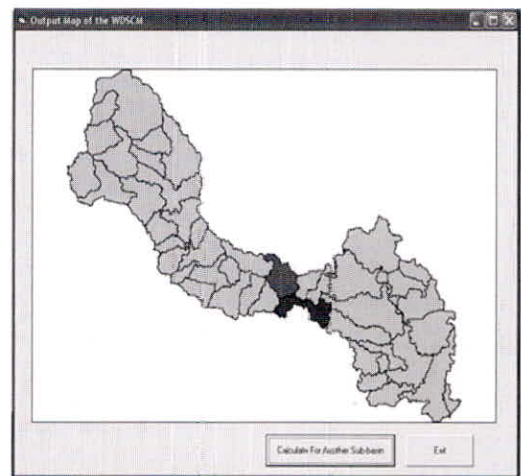 Output Map of the WDSCM
Calculate For Another Sub-basin
Exit